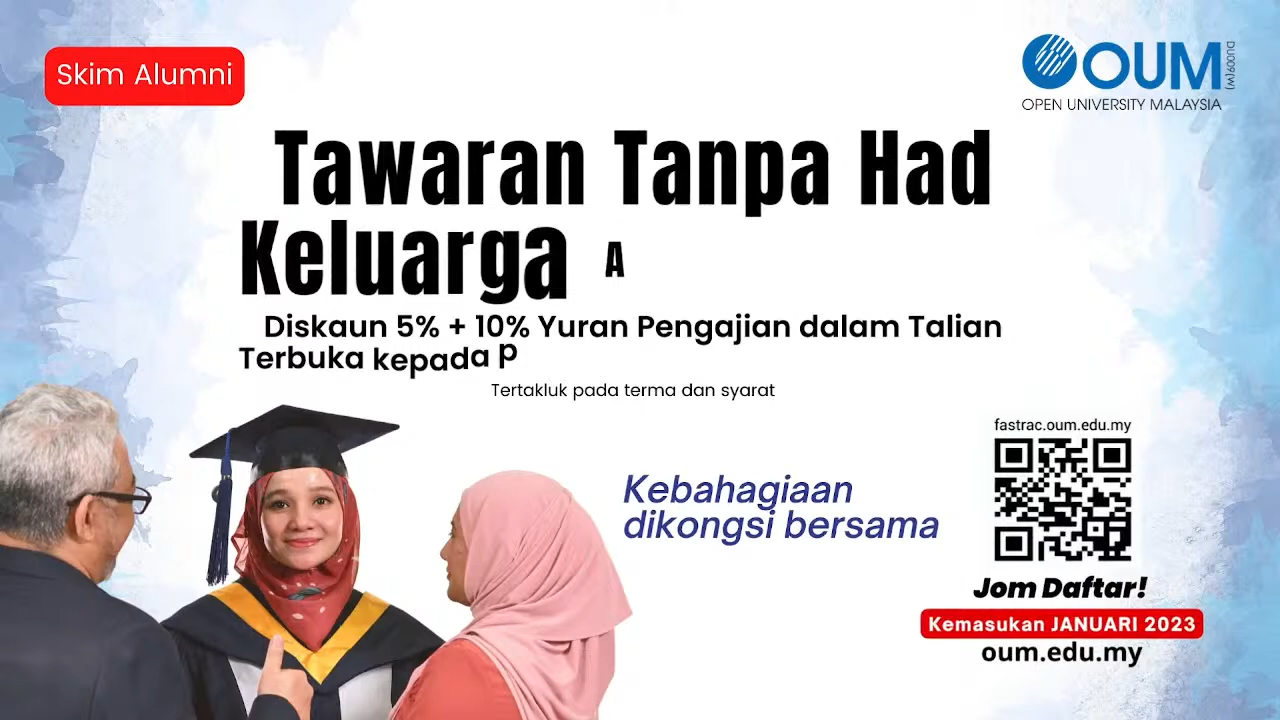 Skim Alumni
OUM
DU009(W)
OPEN UNIVERSITY MALAYSIA
Tawaran Tanpa Had
Keluarga A
Diskaun 5% + 10% Yuran Pengajian dalam Talian
Terbuka kepada p
Tertakluk pada terma dan syarat
Kebahagiaan
dikongsi bersama
fastrac.oum.edu.my
Jom Daftar!
Kemasukan JANUARI 2023
oum.edu.my